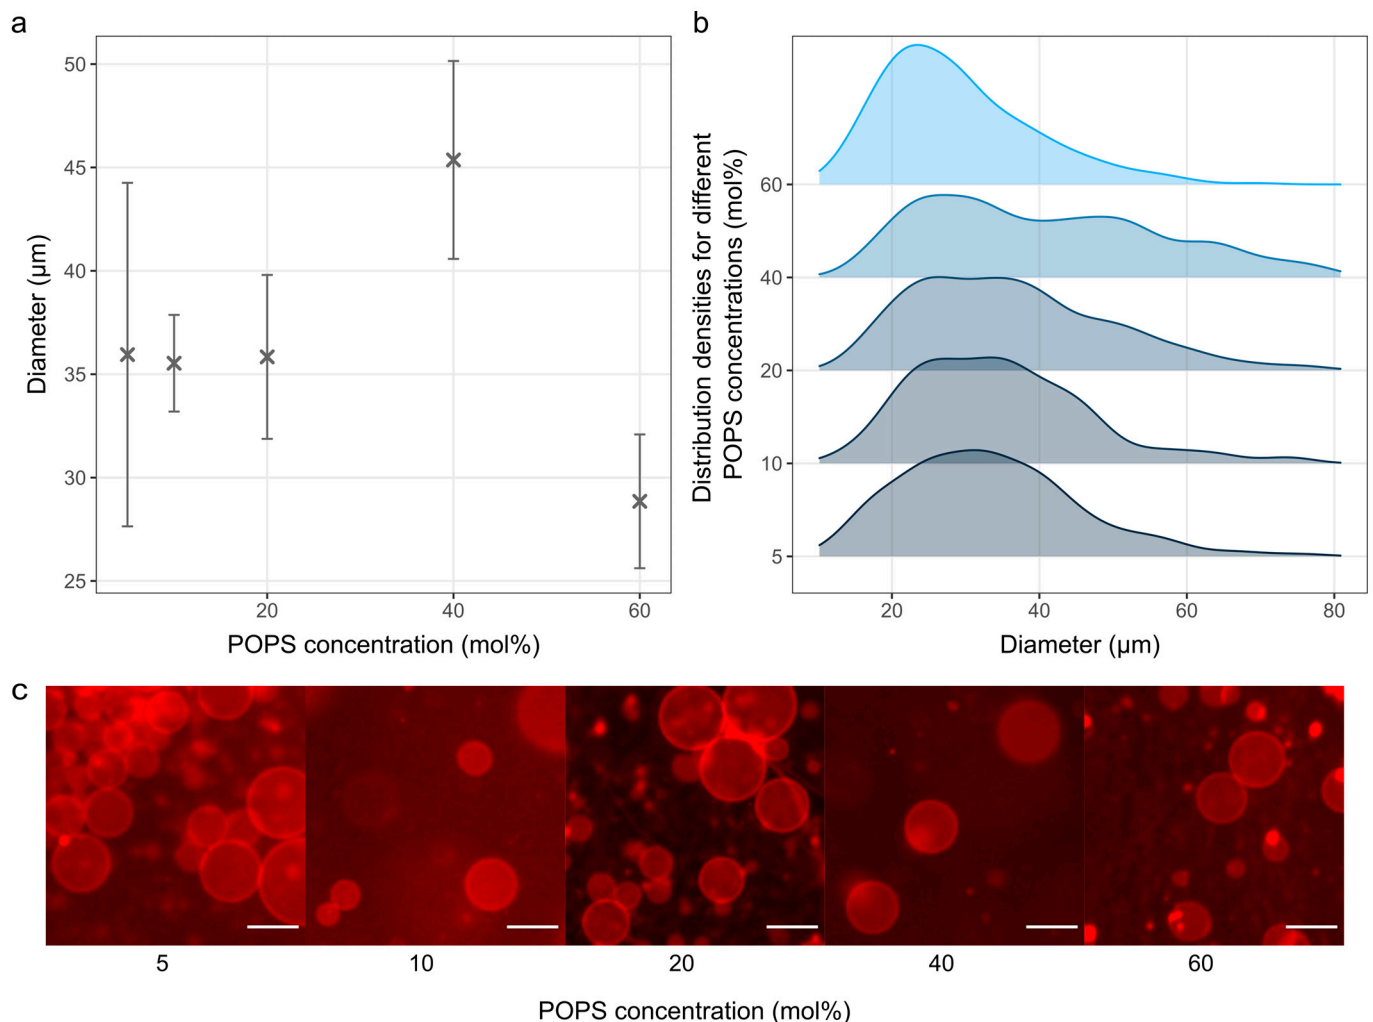 a
50
45
40
35
30
25
Diameter (µm)
20
40
60
POPS concentration (mol%)
b
Distribution densities for different
POPS concentrations (mol%)
60
40
20
10
5
20
40
60
80
Diameter (µm)
c
5
10
20
40
60
POPS concentration (mol%)